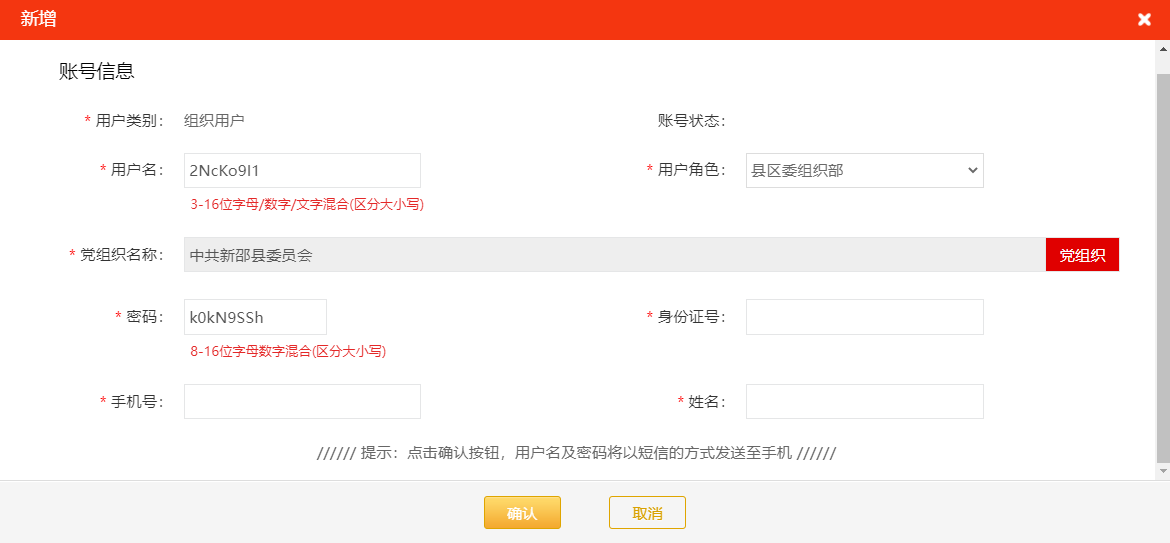 新增
账号信息
* 用户类别： 组织用户 账号状态：
* 用户名： 2NcKo9I1 * 用户角色： 县区委组织部
3-16位字母/数字/文字混合(区分大小写)
* 党组织名称： 中共新邵县委员会 党组织
* 密码： k0kN9SSh * 身份证号：
8-16位字母数字混合(区分大小写)
* 手机号： * 姓名：
////// 提示：点击确认按钮，用户名及密码将以短信的方式发送至手机 //////
确认 取消